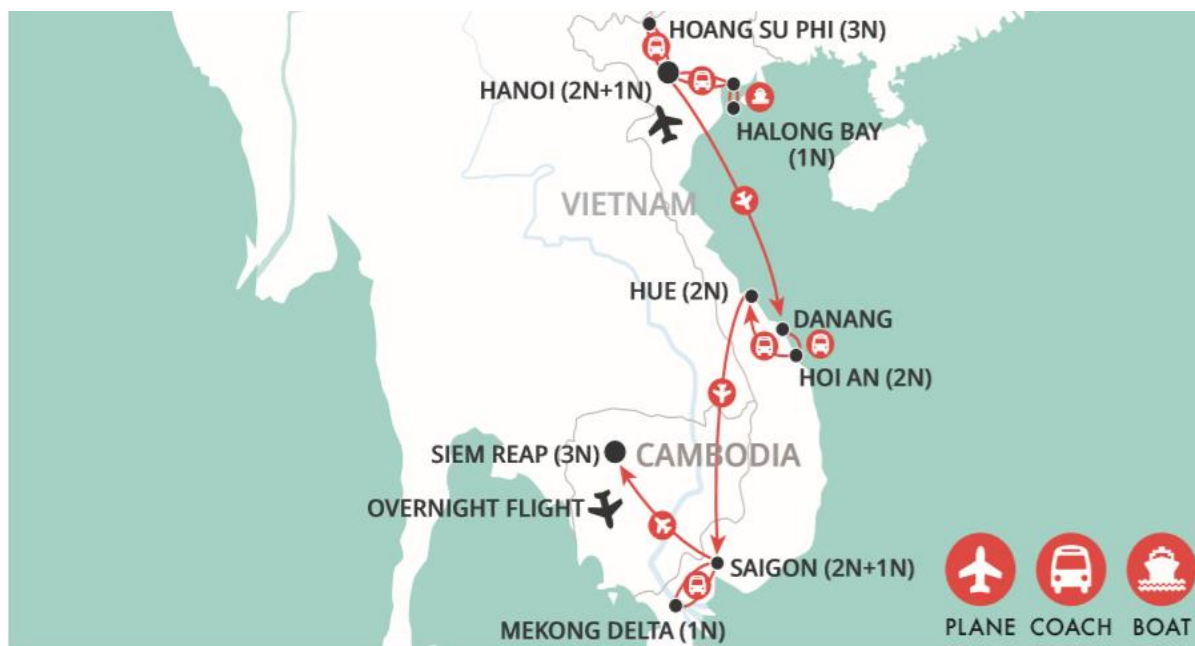 HOANG SU PHI (3N)
HANOI (2N+1N)
HALONG BAY
(1N)
VIETNAM
HUE (2N)
DANANG
HOI AN (2N)
SIEM REAP (3N)
CAMBODIA
OVERNIGHT FLIGHT
SAIGON (2N+1N)
MEKONG DELTA (1N)
PLANE COACH BOAT